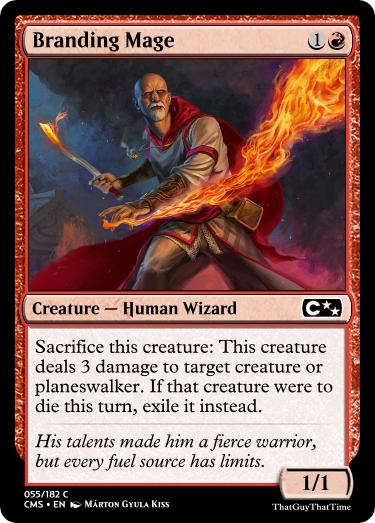 Branding Mage 1
Creature — Human Wizard C
Sacrifice this creature: This creature
deals 3 damage to target creature or
planeswalker. If that creature were to
die this turn, exile it instead.
His talents made him a fierce warrior,
but every fuel source has limits.
1/1
055/182 C
CMS • EN Márton Gyula Kiss
ThatGuyThatTime